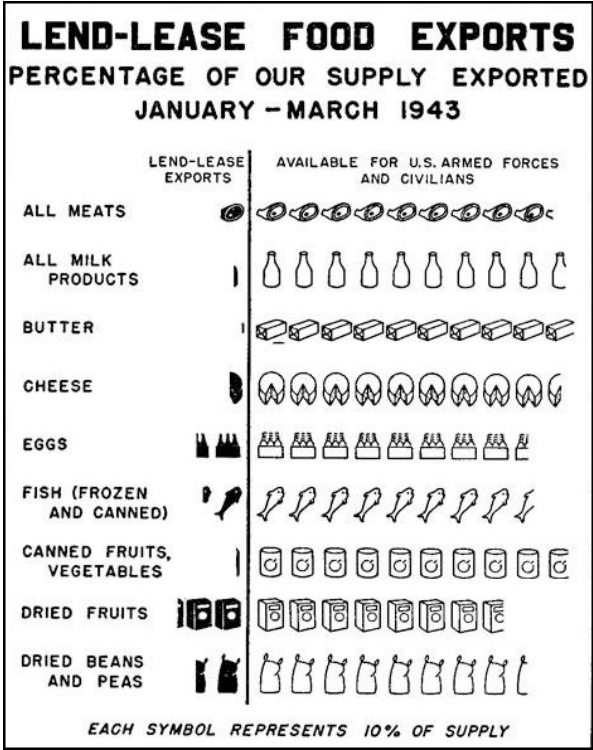 LEND-LEASE FOOD EXPORTS
PERCENTAGE OF OUR SUPPLY EXPORTED
JANUARY – MARCH 1943
LEND-LEASE
EXPORTS
AVAILABLE FOR U.S. ARMED FORCES
AND CIVILIANS
ALL MEATS
ALL MILK
PRODUCTS
BUTTER
CHEESE
EGGS
FISH (FROZEN
AND CANNED)
CANNED FRUITS,
VEGETABLES
DRIED FRUITS
DRIED BEANS
AND PEAS
EACH SYMBOL REPRESENTS 10% OF SUPPLY